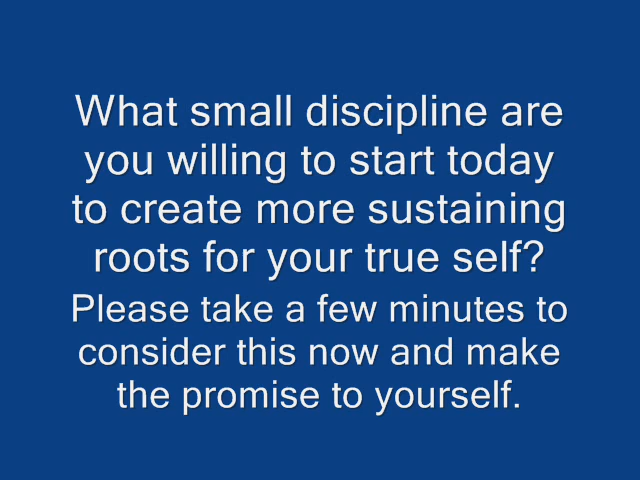 What small discipline are
you willing to start today
to create more sustaining
roots for your true self?
Please take a few minutes to
consider this now and make
the promise to yourself.